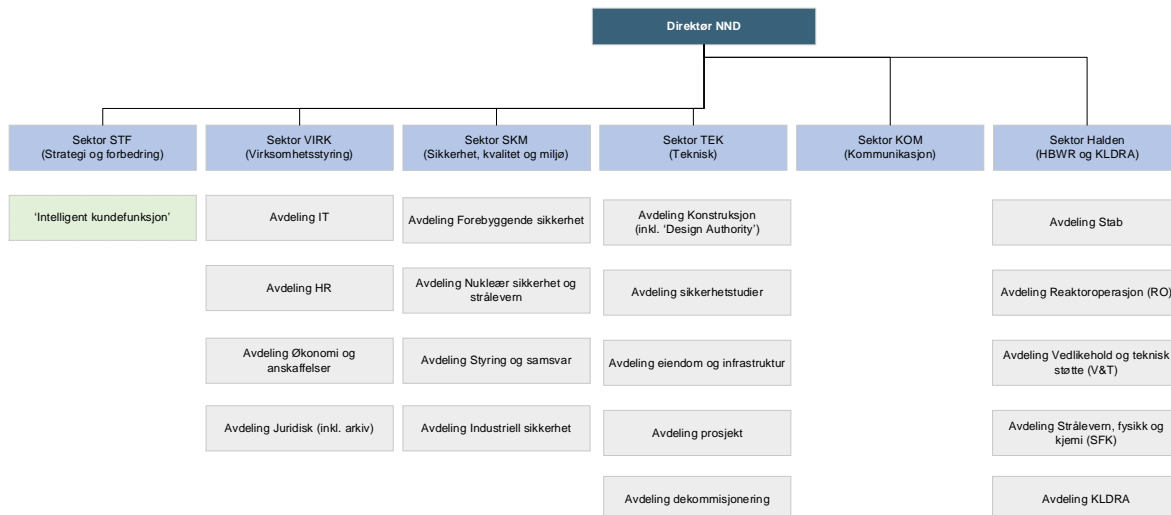 Direktør NND
Sektor STF
(Strategi og forbedring)
Sektor VIRK
(Virksomhetsstyring)
Sektor SKM
(Sikkerhet, kvalitet og miljø)
Sektor TEK
(Teknisk)
Sektor KOM
(Kommunikasjon)
Sektor Halden
(HBWR og KLDRA)
‘Intelligent kundefunksjon’
Avdeling IT
Avdeling HR
Avdeling Økonomi og
anskaffelser
Avdeling Juridisk (inkl. arkiv)
Avdeling Forebyggende sikkerhet
Avdeling Nukleær sikkerhet og
strålevern
Avdeling Styring og samsvar
Avdeling Industriell sikkerhet
Avdeling Konstruksjon
(inkl. ‘Design Authority’)
Avdeling sikkerhetstudier
Avdeling eiendom og infrastruktur
Avdeling prosjekt
Avdeling dekommisjonering
Avdeling Stab
Avdeling Reaktoroperasjon (RO)
Avdeling Vedlikehold og teknisk
støtte (V&T)
Avdeling Strålevern, fysikk og
kjemi (SFK)
Avdeling KLDRA